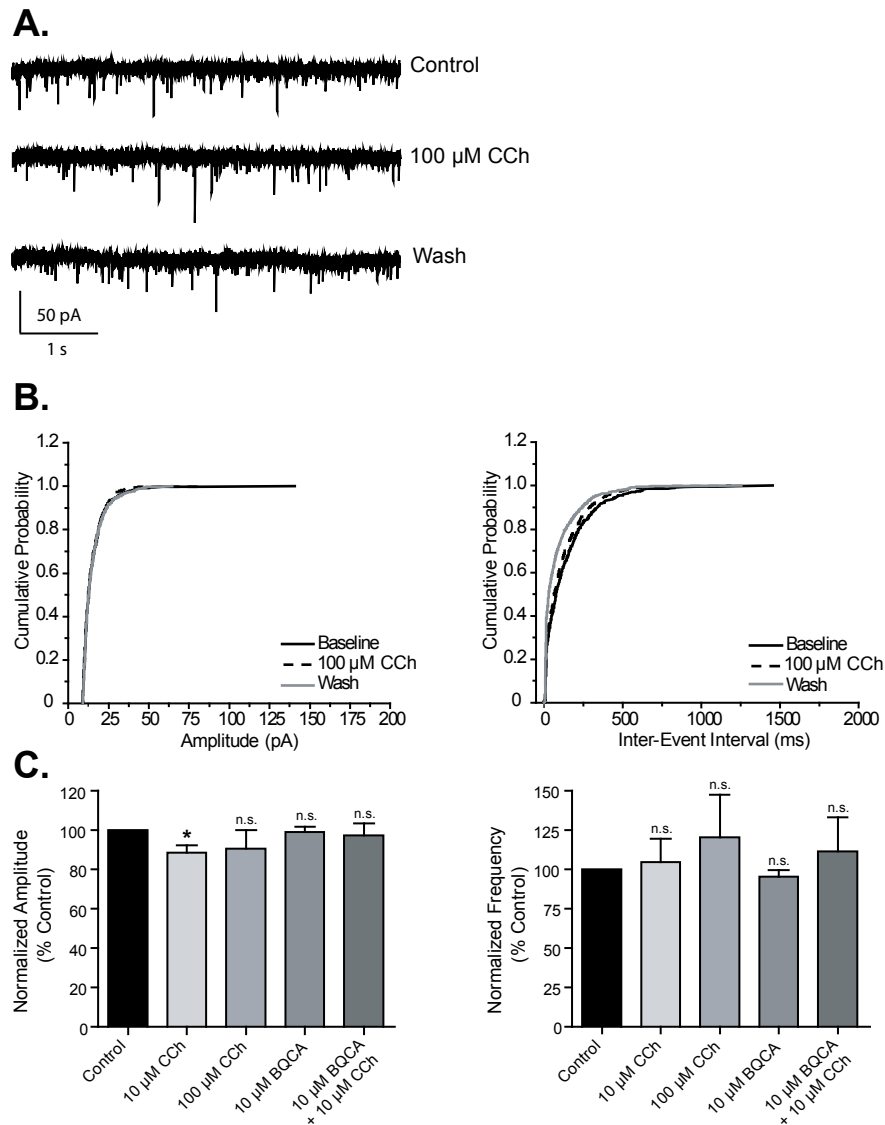 A.
Control
100 µM CCh
Wash
50 pA
1 s
B.
Cumulative Probability
1.2
1.0
0.8
0.6
0.4
0.2
0
0
25
50
75
100
125
150
175
200
Amplitude (pA)
Baseline
100 µM CCh
Wash
Cumulative Probability
1.2
1.0
0.8
0.6
0.4
0.2
0
0
500
1000
1500
2000
Inter-Event Interval (ms)
Baseline
100 µM CCh
Wash
C.
Normalized Amplitude
(% Control)
120
100
80
60
40
20
0
*
n.s.
n.s.
n.s.
Control
10 µM CCh
100 µM CCh
10 µM BQCA
10 µM BQCA
+ 10 µM CCh
Normalized Frequency
(% Control)
150
125
100
75
50
25
0
n.s.
n.s.
n.s.
n.s.
Control
10 µM CCh
100 µM CCh
10 µM BQCA
10 µM BQCA
+ 10 µM CCh